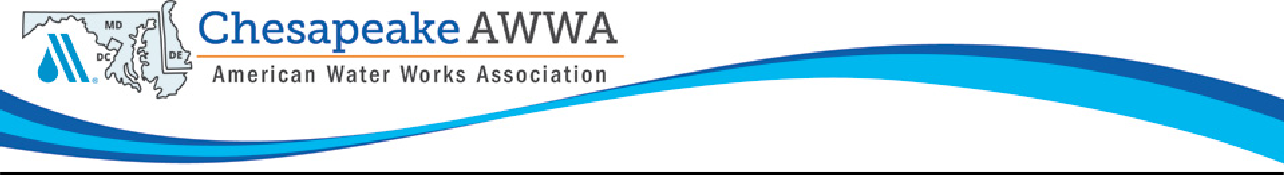 MD
DC
DE
Chesapeake AWWA
American Water Works Association